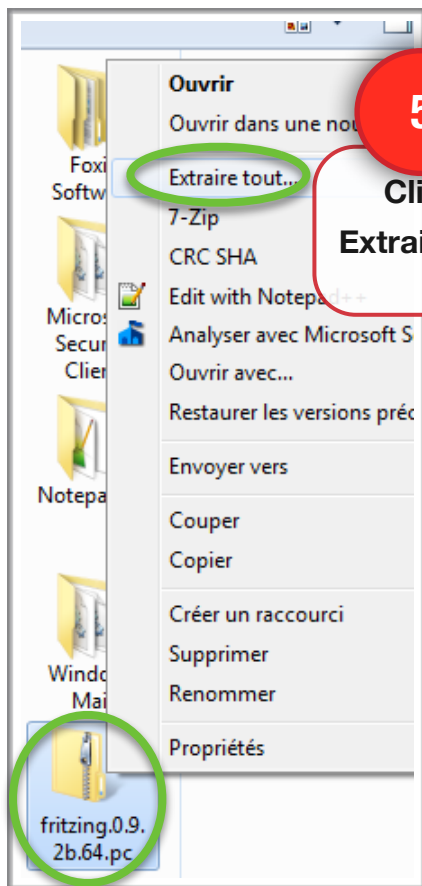 Ouvrir
Ouvrir dans une nou
5
Extraire tout...
Cli
Extrai
7-Zip
CRC SHA
Edit with Notepad++
Analyser avec Microsoft S
Ouvrir avec...
Restaurer les versions préc
Envoyer vers
Couper
Copier
Créer un raccourci
Supprimer
Renommer
Propriétés
Foxi
Softw
Micros
Secur
Clier
Notepa
Windo
Mai
fritzing.0.9.
2b.64.pc